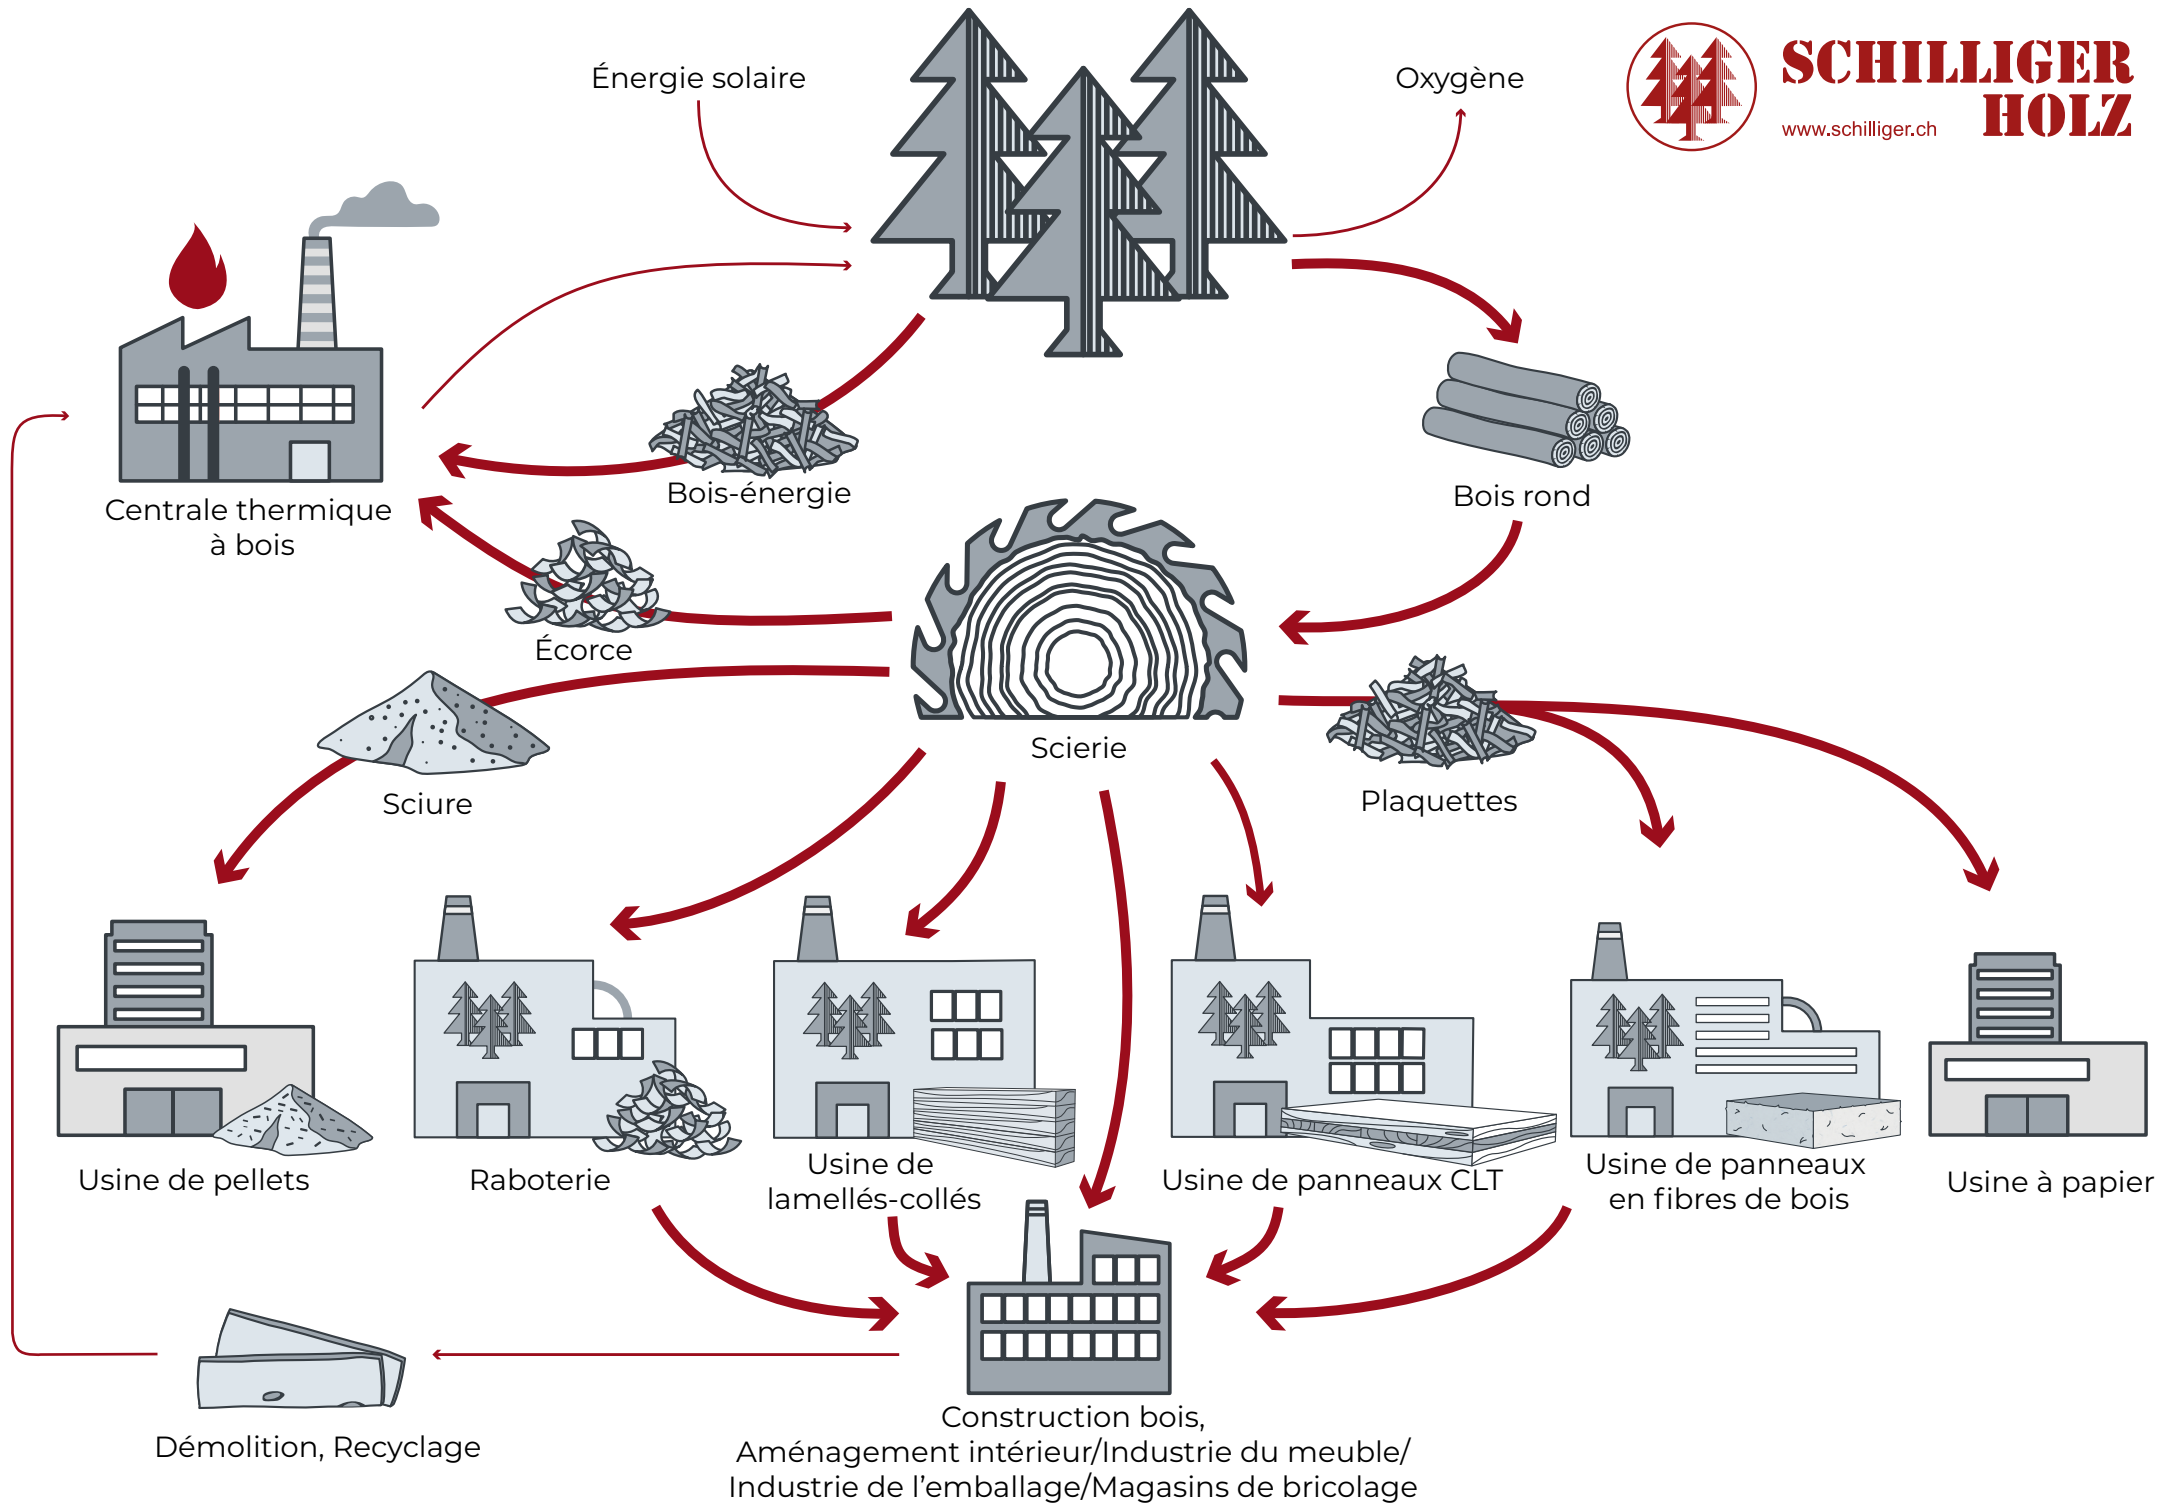 Énergie solaire
Oxygène
SCHILLIGER
HOLZ
www.schilliger.ch
Centrale thermique
à bois
Bois-énergie
Bois rond
Écorce
Scierie
Sciure
Plaquettes
Usine de pellets
Raboterie
Usine de
lamellés-collés
Usine de panneaux CLT
Usine de panneaux
en fibres de bois
Usine à papier
Démolition, Recyclage
Construction bois,
Aménagement intérieur/Industrie du meuble/
Industrie de l’emballage/Magasins de bricolage